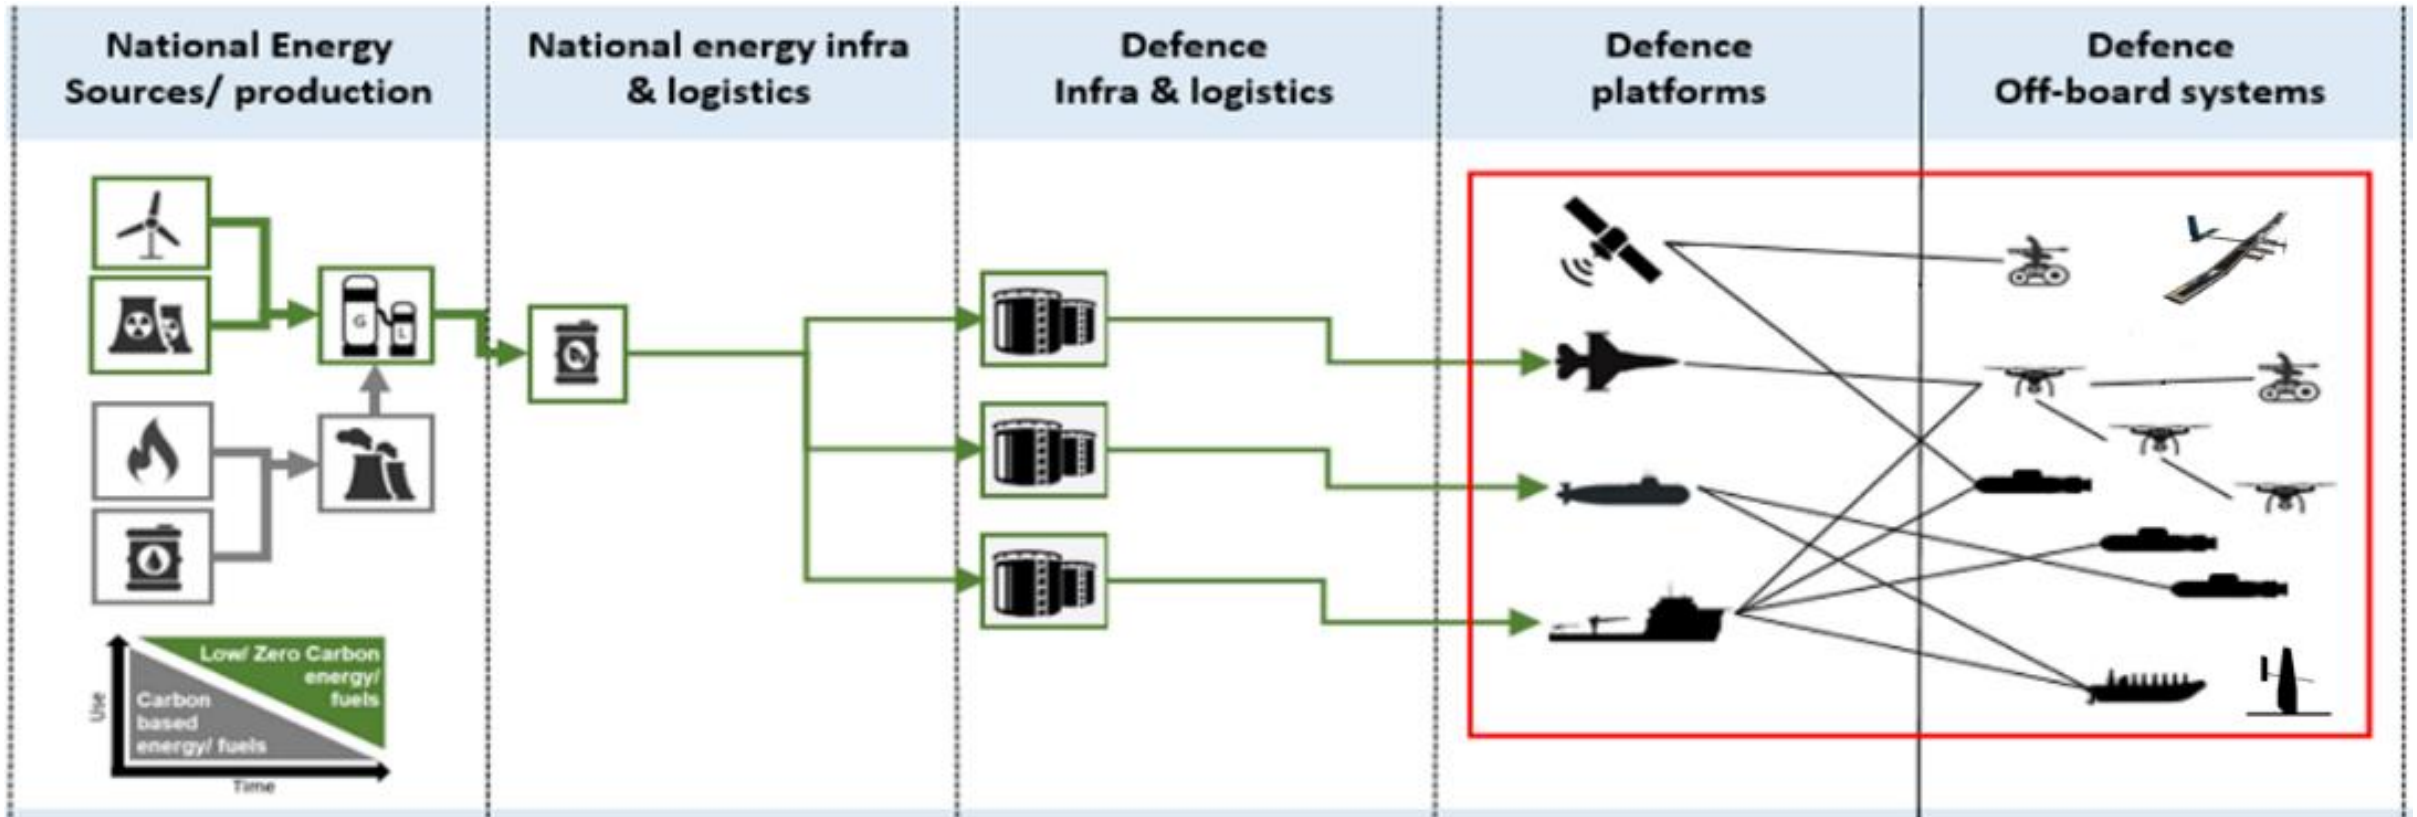 National Energy
Sources/ production
National energy infra
& logistics
Defence
Infra & logistics
Defence
platforms
Defence
Off-board systems
G
L
Low/ Zero Carbon
energy/
fuels
Carbon
based
energy/ fuels
Use
Time